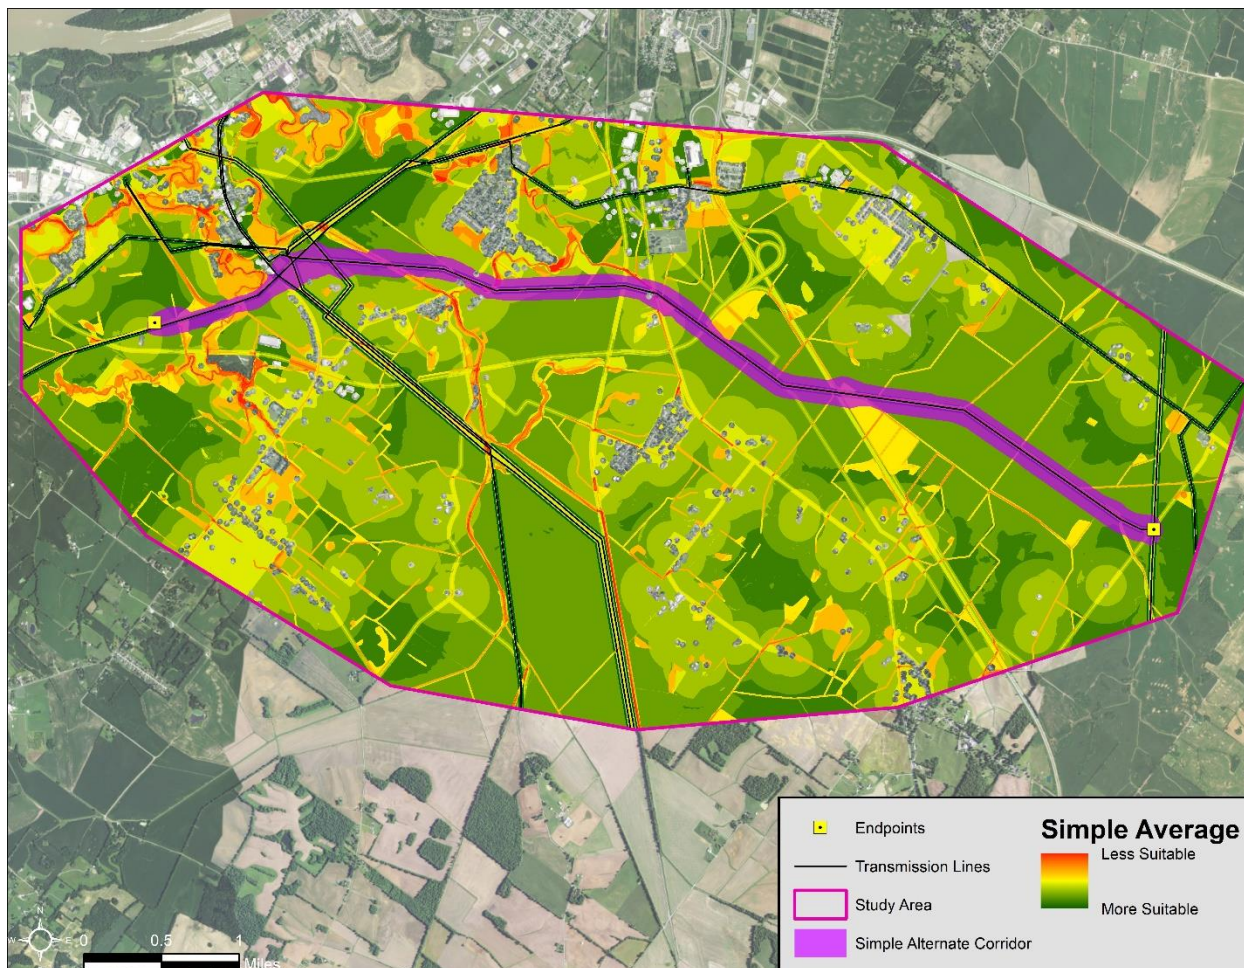 Endpoints
Simple Average
Less Suitable
Transmission Lines
Study Area
More Suitable
Simple Alternate Corridor
N
W
E
S
0
0.5
1
Miles